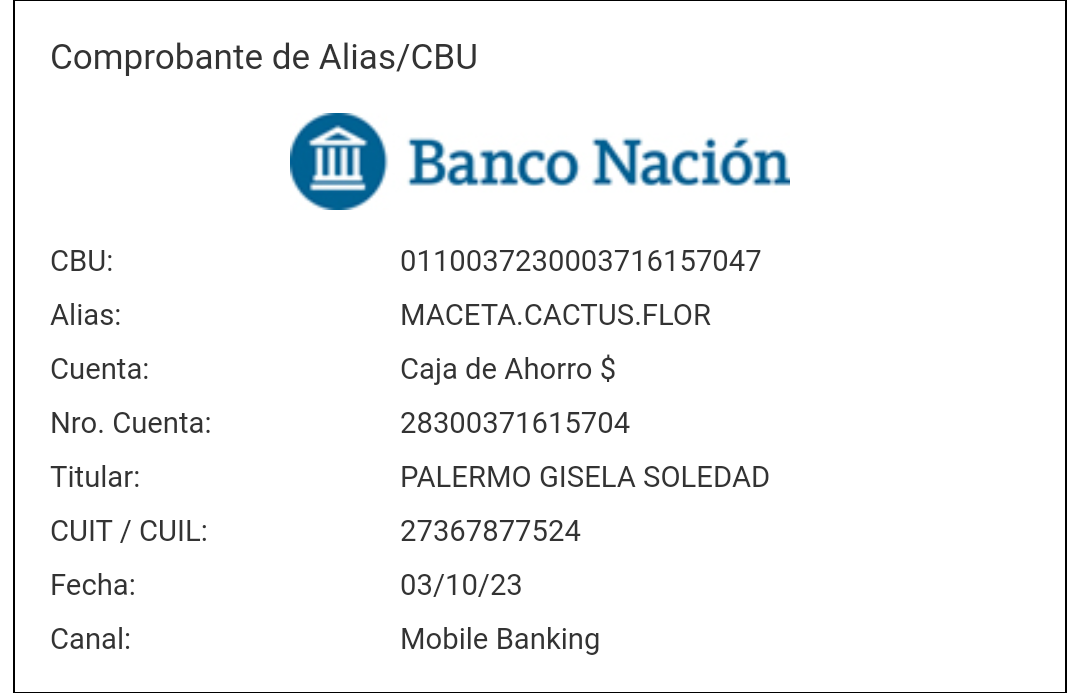 Comprobante de Alias/CBU
Banco Nación
CBU: 0110037230003716157047
Alias: MACETA.CACTUS.FLOR
Cuenta: Caja de Ahorro $
Nro. Cuenta: 28300371615704
Titular: PALERMO GISELA SOLEDAD
CUIT / CUIL: 27367877524
Fecha: 03/10/23
Canal: Mobile Banking